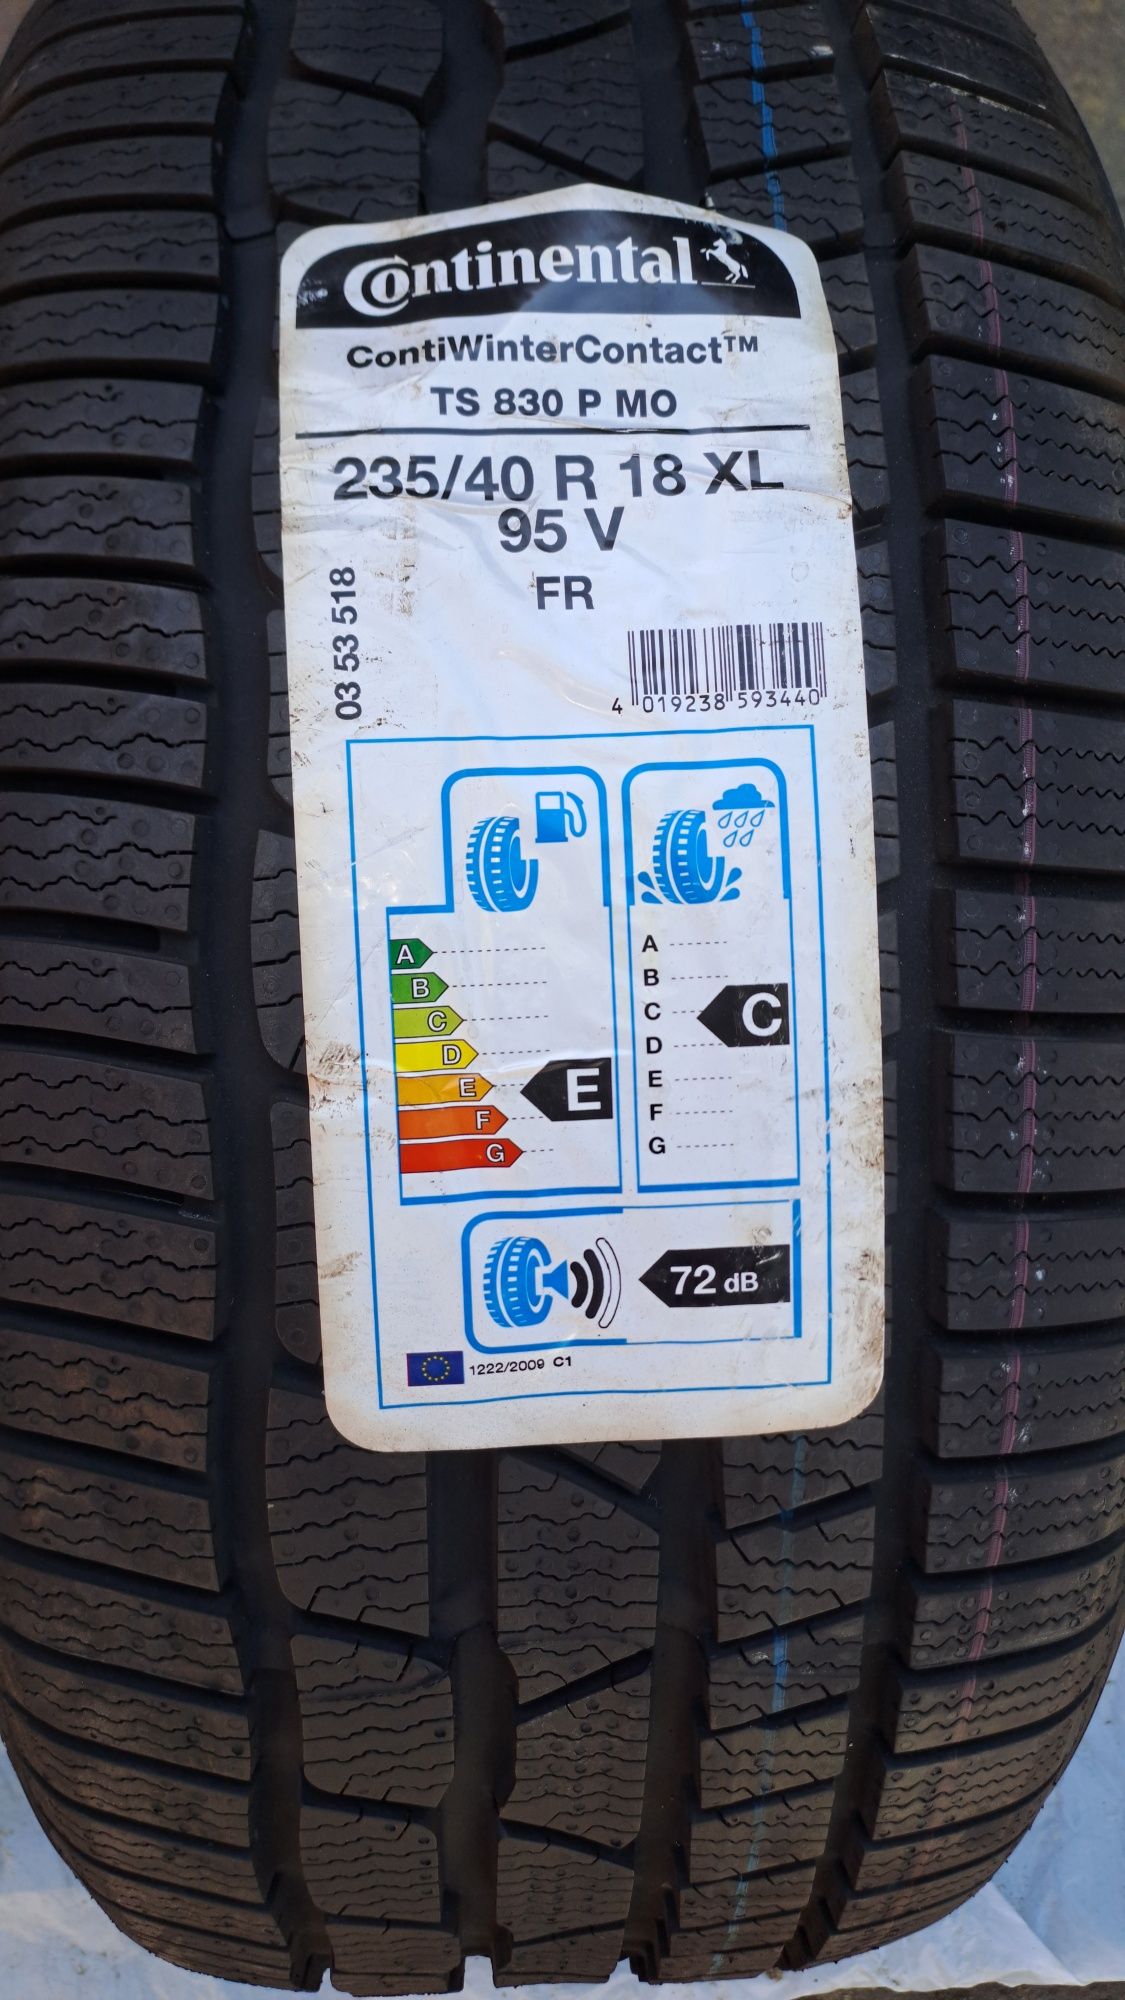 Continental
ContiWinterContact™
TS 830 P MO
235/40 R 18 XL
95 V
FR
03 53 518
4 019238 593440
A
B
C
D
E
F
G
E
A
B
C
D
E
F
G
C
72 dB
1222/2009 C1